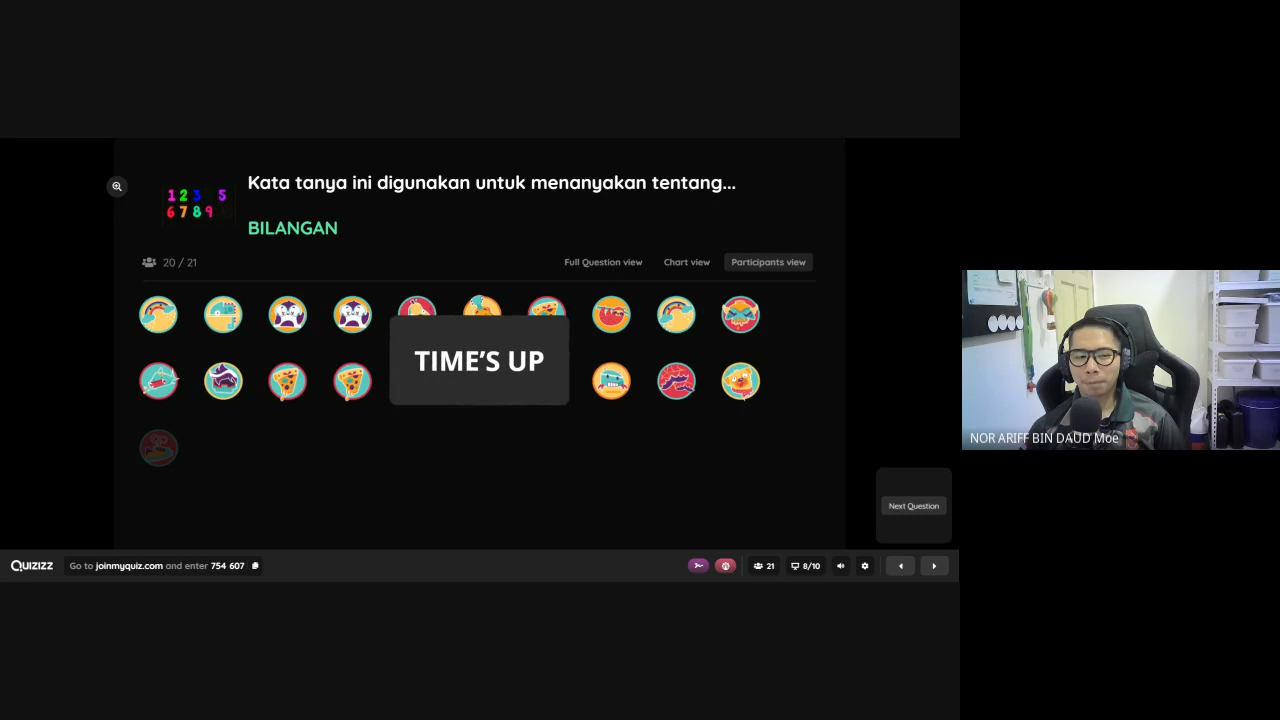 1 2 3 5
6 7 8 9
Kata tanya ini digunakan untuk menanyakan tentang...
BILANGAN
20 / 21
Full Question view
Chart view
Participants view
TIME'S UP
NOR ARIFF BIN DAUD Moe
Next Question
QUIZIZZ
Go to joinmyquiz.com and enter 754 607
21
8/10